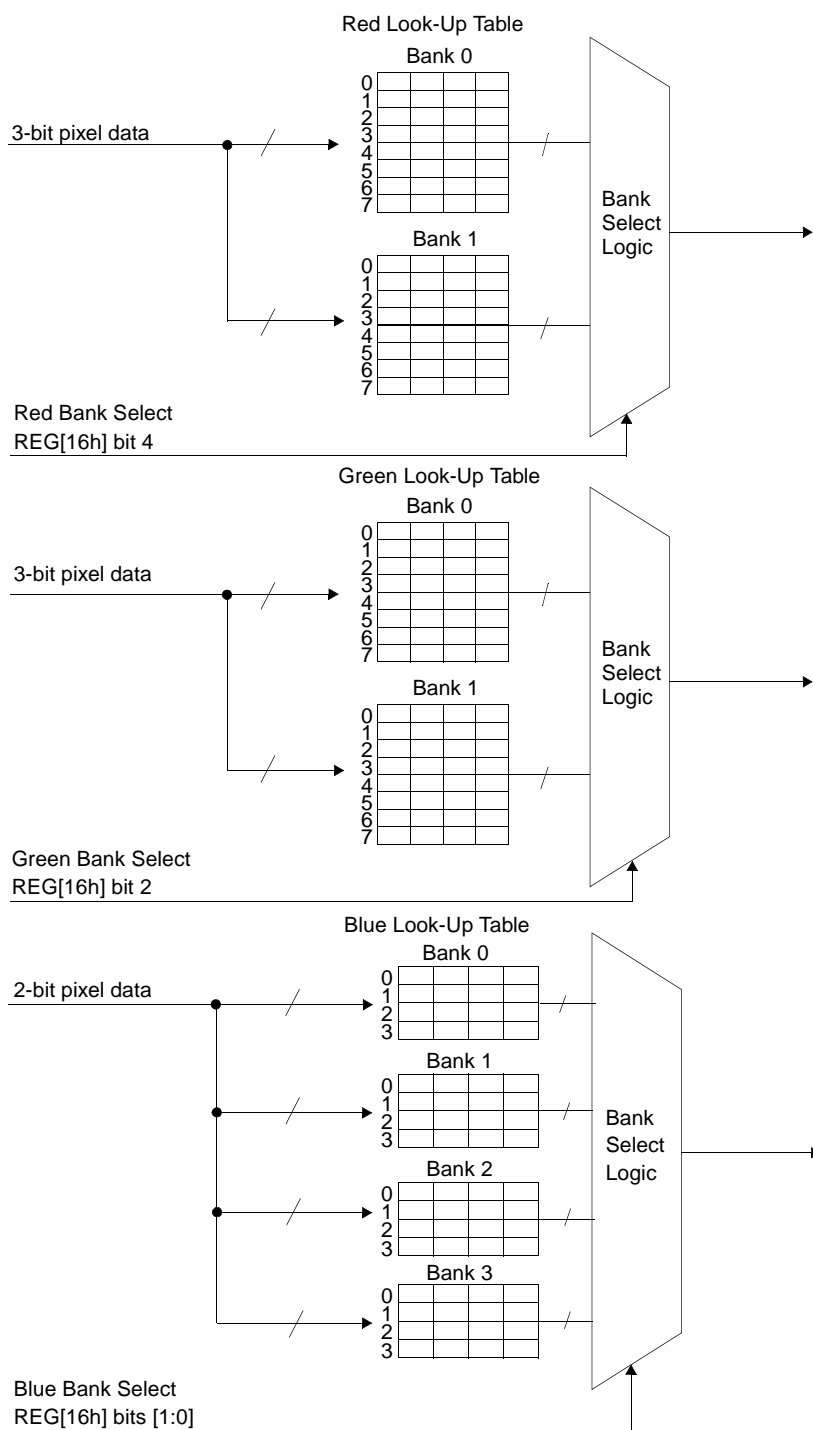 Red Look-Up Table
Bank 0
0
1
2
3
4
5
6
7
3-bit pixel data
Bank 1
0
1
2
3
4
5
6
7
Bank
Select
Logic
Red Bank Select
REG[16h] bit 4
Green Look-Up Table
Bank 0
0
1
2
3
4
5
6
7
3-bit pixel data
Bank 1
0
1
2
3
4
5
6
7
Bank
Select
Logic
Green Bank Select
REG[16h] bit 2
Blue Look-Up Table
Bank 0
0
1
2
3
2-bit pixel data
Bank 1
0
1
2
3
Bank
Select
Logic
Bank 2
0
1
2
3
Bank 3
0
1
2
3
Blue Bank Select
REG[16h] bits [1:0]